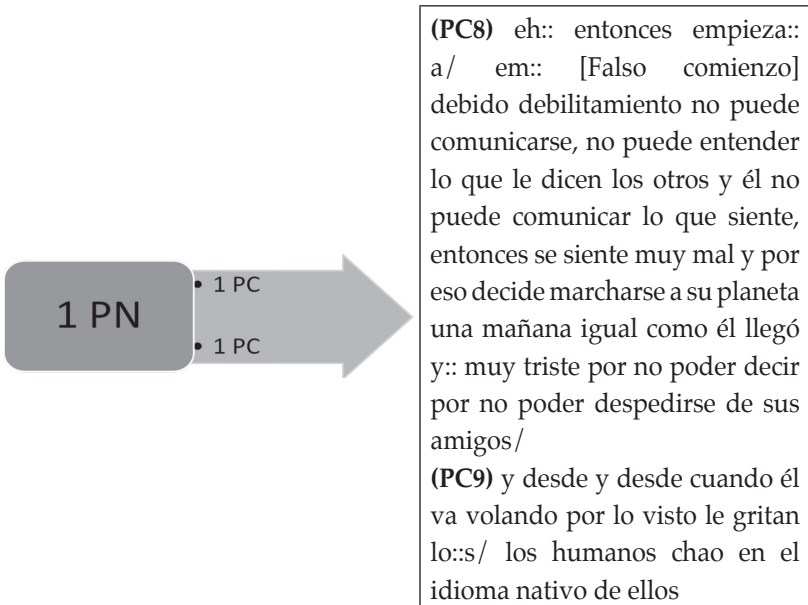 1 PN
• 1 PC
• 1 PC
(PC8) eh:: entonces empieza::
a/ em:: [Falso comienzo]
debido debilitamiento no puede
comunicarse, no puede entender
lo que le dicen los otros y él no
puede comunicar lo que siente,
entonces se siente muy mal y por
eso decide marcharse a su planeta
una mañana igual como él llegó
y:: muy triste por no poder decir
por no poder despedirse de sus
amigos/
(PC9) y desde y desde cuando él
va volando por lo visto le gritan
lo::s/ los humanos chao en el
idioma nativo de ellos